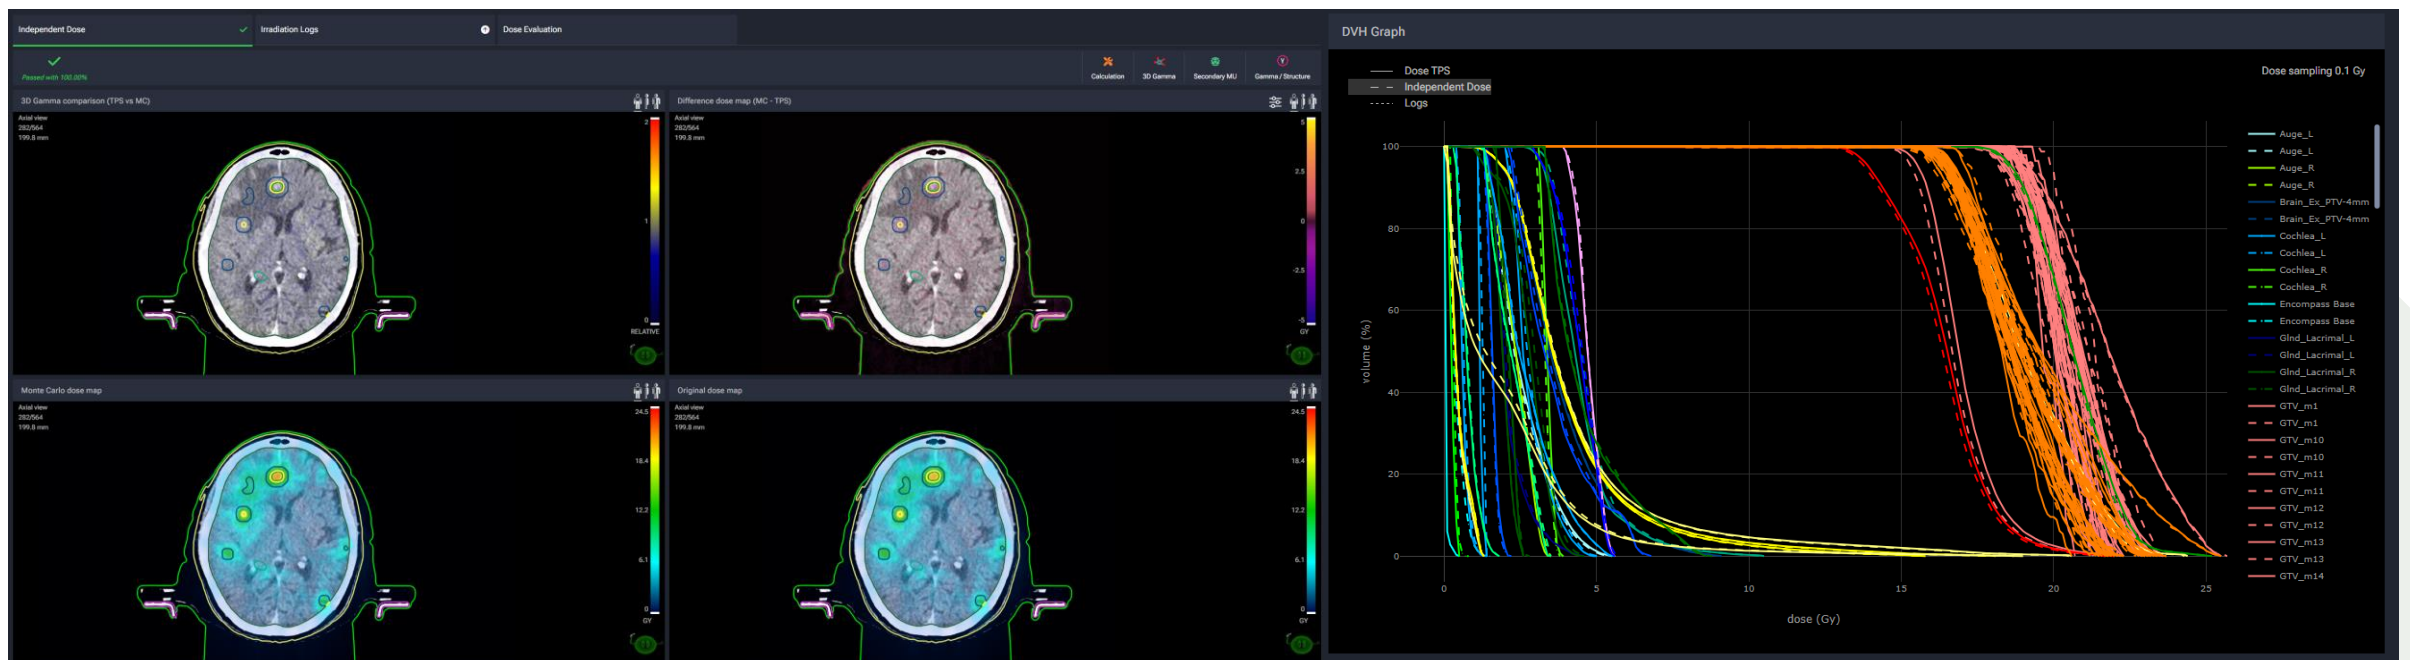 Independent Dose
Irradiation Logs
Dose Evaluation
Passed with 100.00%
Calculation
3D Gamma
Secondary MU
Gamma / Structure
3D Gamma comparison (TPS vs MC)
Axial view
282/564
199.8 mm
2
1
0
RELATIVE
Difference dose map (MC - TPS)
Axial view
282/564
199.8 mm
5
2.5
0
-2.5
-5
GY
Monte Carlo dose map
Axial view
282/564
199.8 mm
24.5
18.4
12.2
6.1
0
GY
Original dose map
Axial view
282/564
199.8 mm
24.5
18.4
12.2
6.1
0
GY
DVH Graph
Dose TPS
Independent Dose
Logs
Dose sampling 0.1 Gy
100
80
60
40
20
0
volume (%)
0
5
10
15
20
25
dose (Gy)
Auge_L
Auge_L
Auge_R
Auge_R
Brain_Ex_PTV-4mm
Brain_Ex_PTV-4mm
Cochlea_L
Cochlea_L
Cochlea_R
Cochlea_R
Encompass Base
Encompass Base
Glnd_Lacrimal_L
Glnd_Lacrimal_L
Glnd_Lacrimal_R
Glnd_Lacrimal_R
GTV_m1
GTV_m1
GTV_m10
GTV_m10
GTV_m11
GTV_m11
GTV_m12
GTV_m12
GTV_m13
GTV_m13
GTV_m14